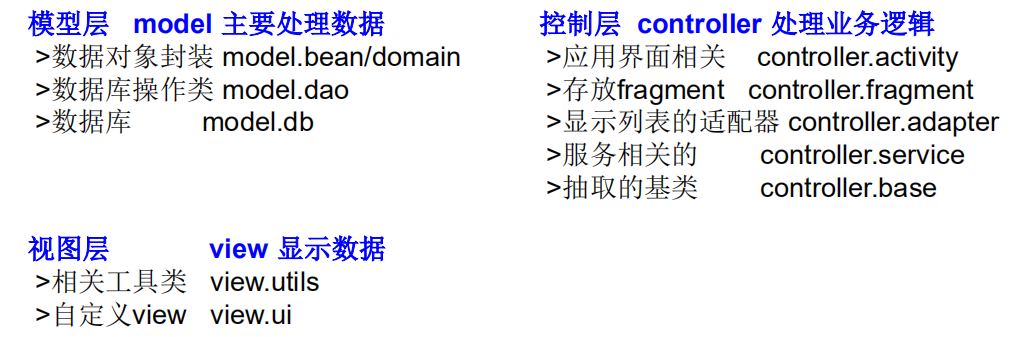 模型层 model 主要处理数据
>数据对象封装 model.bean/domain
>数据库操作类 model.dao
>数据库 model.db
控制层 controller 处理业务逻辑
>应用界面相关 controller.activity
>存放fragment controller.fragment
>显示列表的适配器 controller.adapter
>服务相关的 controller.service
>抽取的基类 controller.base
视图层 view 显示数据
>相关工具类 view.utils
>自定义view view.ui